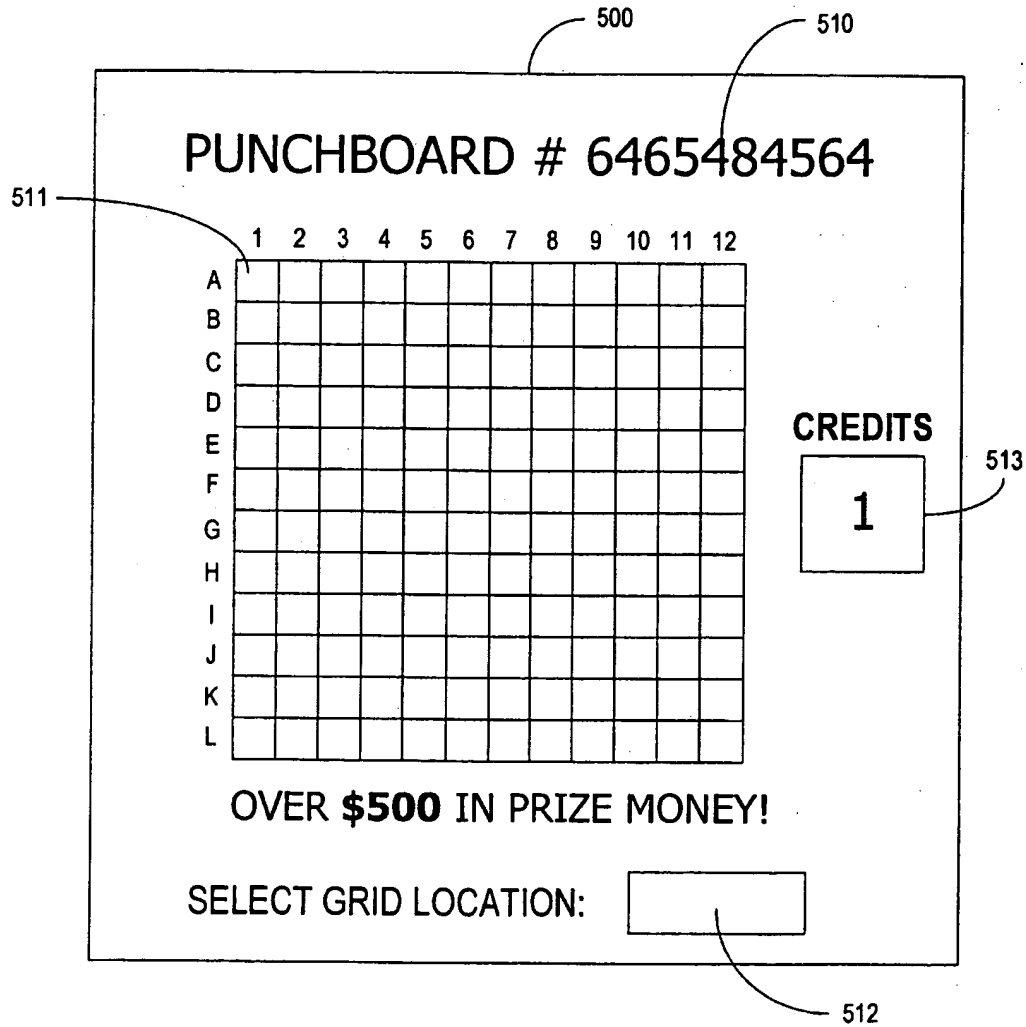 500
510
PUNCHBOARD # 6465484564
511
1 2 3 4 5 6 7 8 9 10 11 12
A
B
C
D
E
F
G
H
I
J
K
L
CREDITS
513
1
OVER $500 IN PRIZE MONEY!
SELECT GRID LOCATION:
512